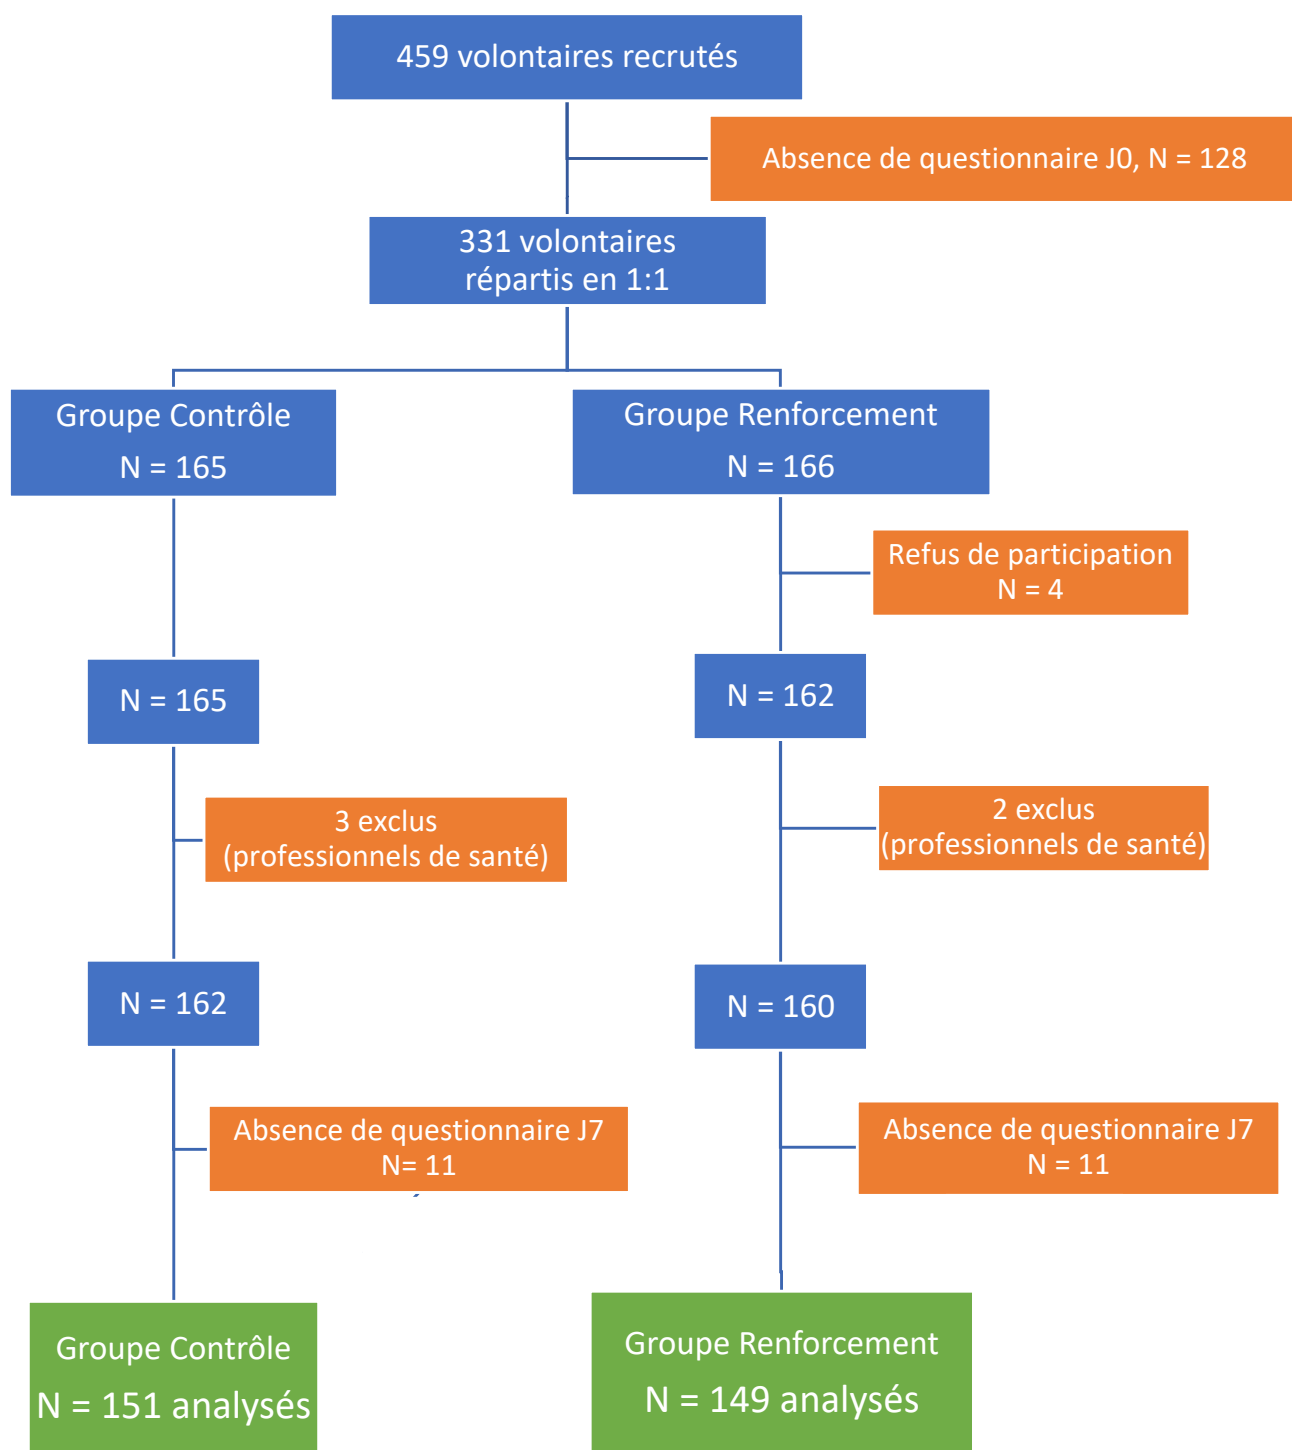 459 volontaires recrutés
Absence de questionnaire J0, N = 128
331 volontaires
répartis en 1:1
Groupe Contrôle
N = 165
Groupe Renforcement
N = 166
Refus de participation
N = 4
N = 165
N = 162
3 exclus
(professionnels de santé)
2 exclus
(professionnels de santé)
N = 162
N = 160
Absence de questionnaire J7
N= 11
Absence de questionnaire J7
N = 11
Groupe Contrôle
N = 151 analysés
Groupe Renforcement
N = 149 analysés